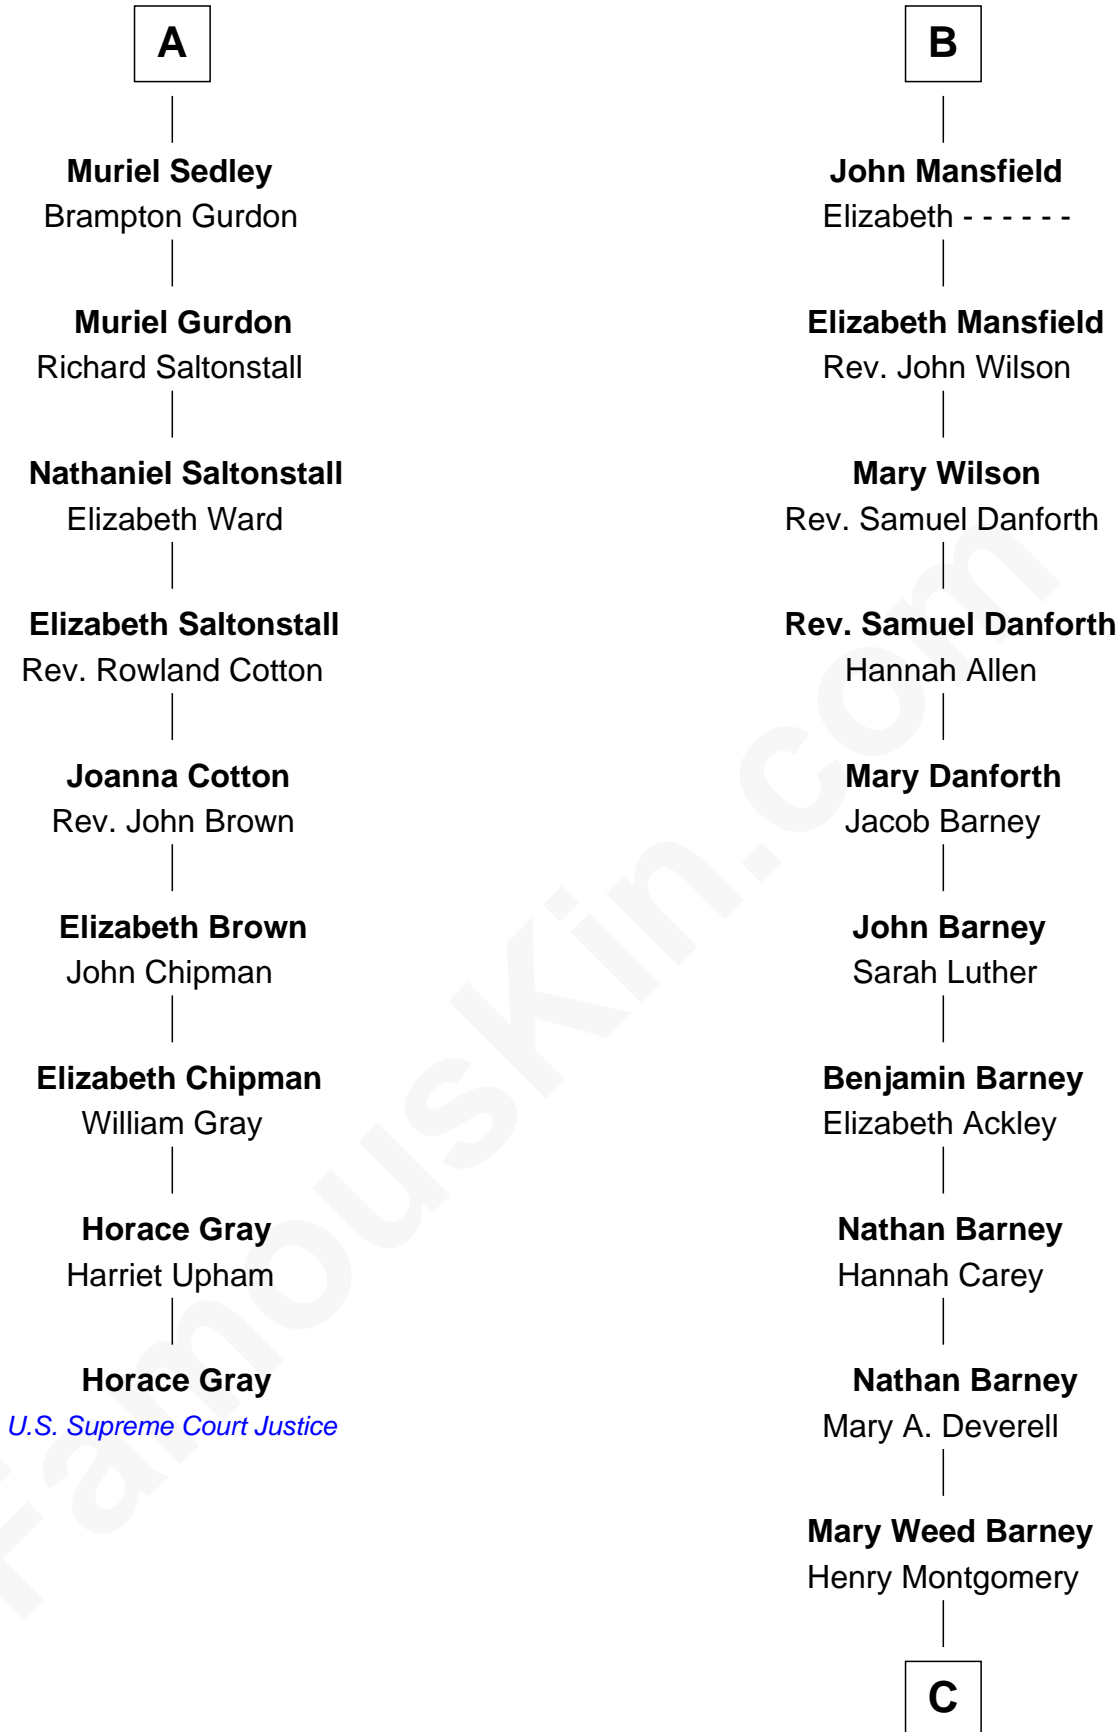 A
Muriel Sedley
Brampton Gurdon
Muriel Gurdon
Richard Saltonstall
Nathaniel Saltonstall
Elizabeth Ward
Elizabeth Saltonstall
Rev. Rowland Cotton
Joanna Cotton
Rev. John Brown
Elizabeth Brown
John Chipman
Elizabeth Chipman
William Gray
Horace Gray
Harriet Upham
Horace Gray
U.S. Supreme Court Justice
B
John Mansfield
Elizabeth - - - - - -
Elizabeth Mansfield
Rev. John Wilson
Mary Wilson
Rev. Samuel Danforth
Rev. Samuel Danforth
Hannah Allen
Mary Danforth
Jacob Barney
John Barney
Sarah Luther
Benjamin Barney
Elizabeth Ackley
Nathan Barney
Hannah Carey
Nathan Barney
Mary A. Deverell
Mary Weed Barney
Henry Montgomery
C
FamousKin.com